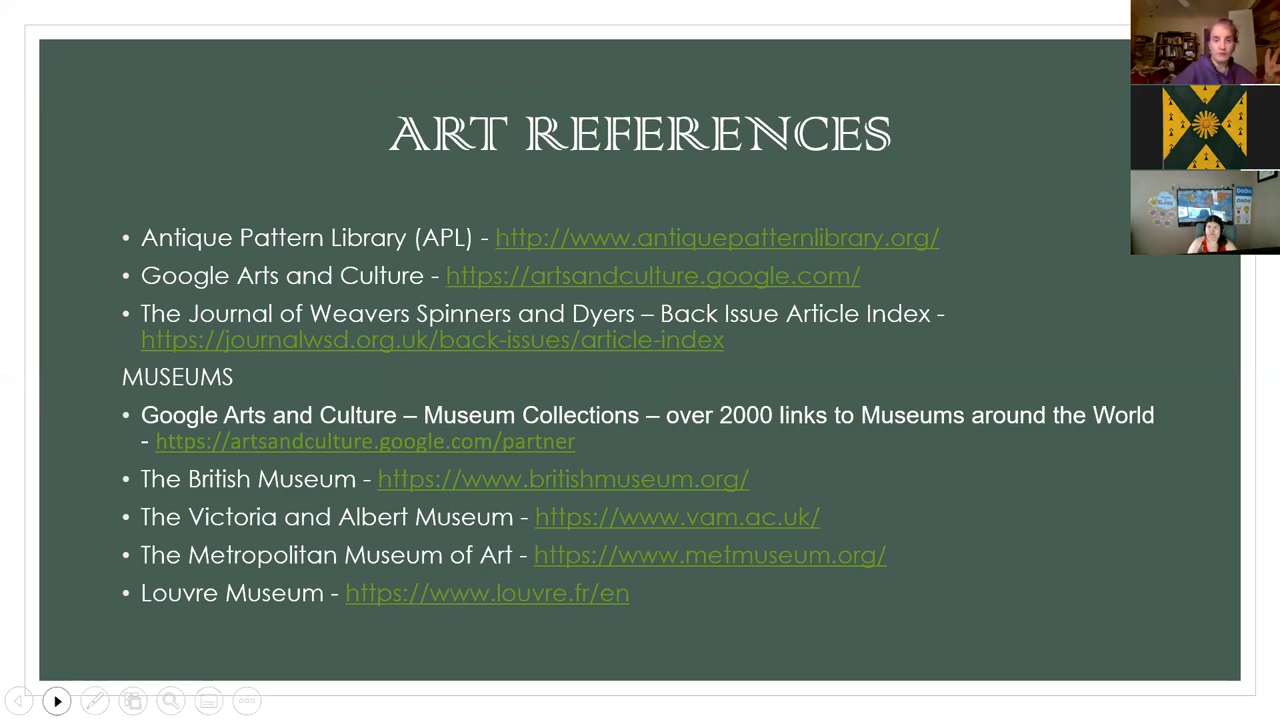 ART REFERENCES
• Antique Pattern Library (APL) - http://www.antiquepatternlibrary.org/
• Google Arts and Culture - https://artsandculture.google.com/
• The Journal of Weavers Spinners and Dyers – Back Issue Article Index -
https://journalwsd.org.uk/back-issues/article-index
MUSEUMS
• Google Arts and Culture – Museum Collections – over 2000 links to Museums around the World
- https://artsandculture.google.com/partner
• The British Museum - https://www.britishmuseum.org/
• The Victoria and Albert Museum - https://www.vam.ac.uk/
• The Metropolitan Museum of Art - https://www.metmuseum.org/
• Louvre Museum - https://www.louvre.fr/en